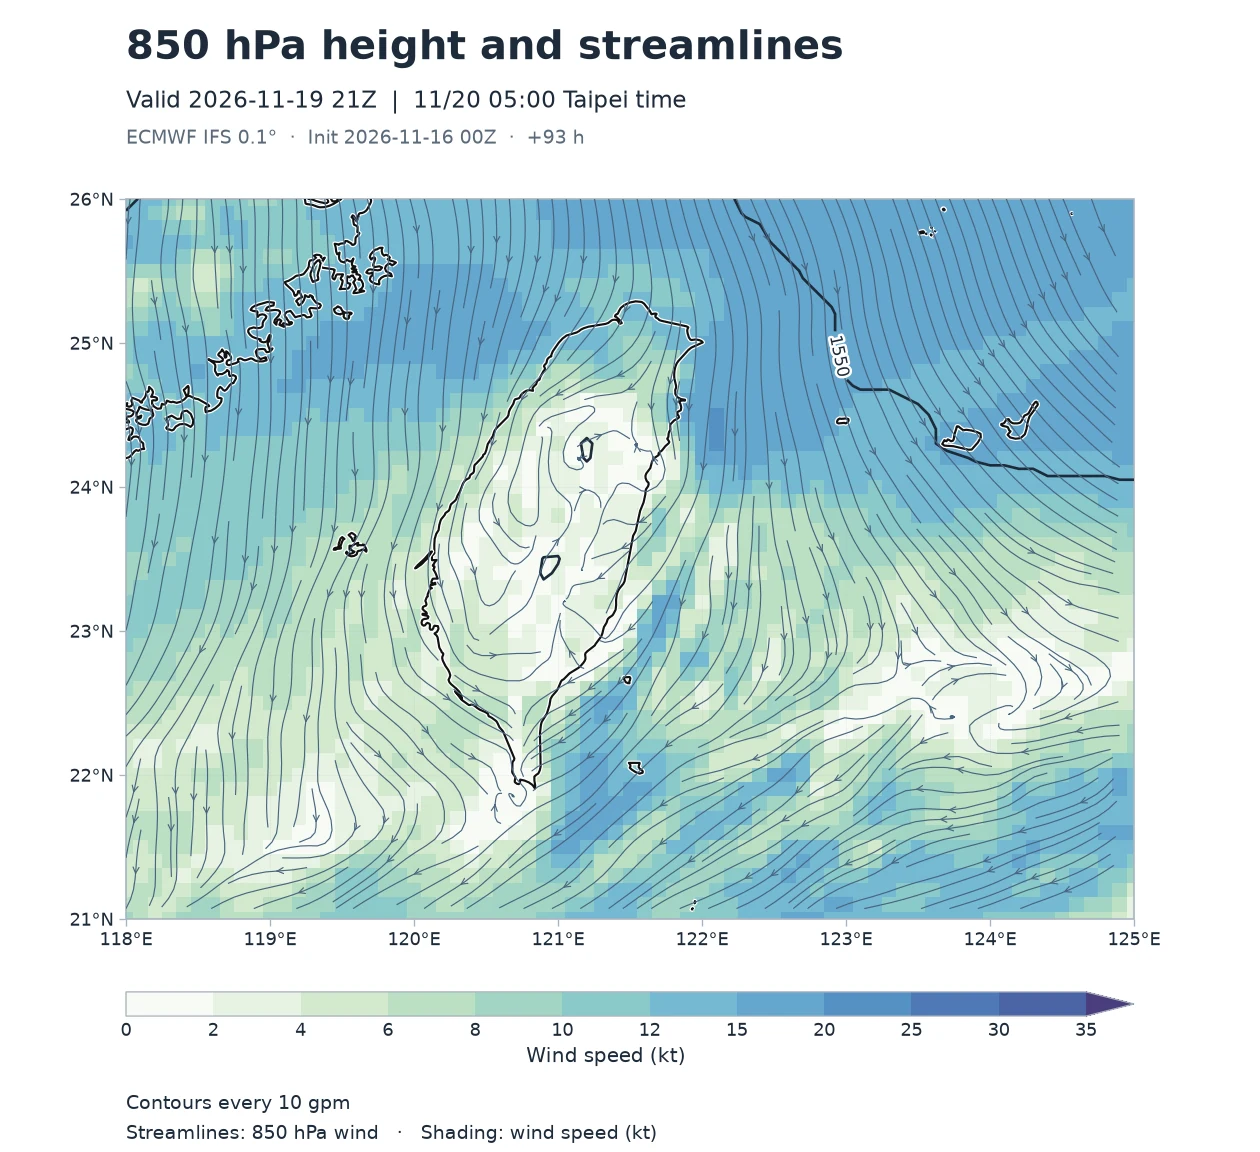 850 hPa height and streamlines
Valid 2026-11-19 21Z | 11/20 05:00 Taipei time
ECMWF IFS 0.1° · Init 2026-11-16 00Z · +93 h
26°N
25°N
24°N
23°N
22°N
21°N
1550
118°E 119°E 120°E 121°E 122°E 123°E 124°E 125°E
0 2 4 6 8 10 12 15 20 25 30 35
Wind speed (kt)
Contours every 10 gpm
Streamlines: 850 hPa wind · Shading: wind speed (kt)